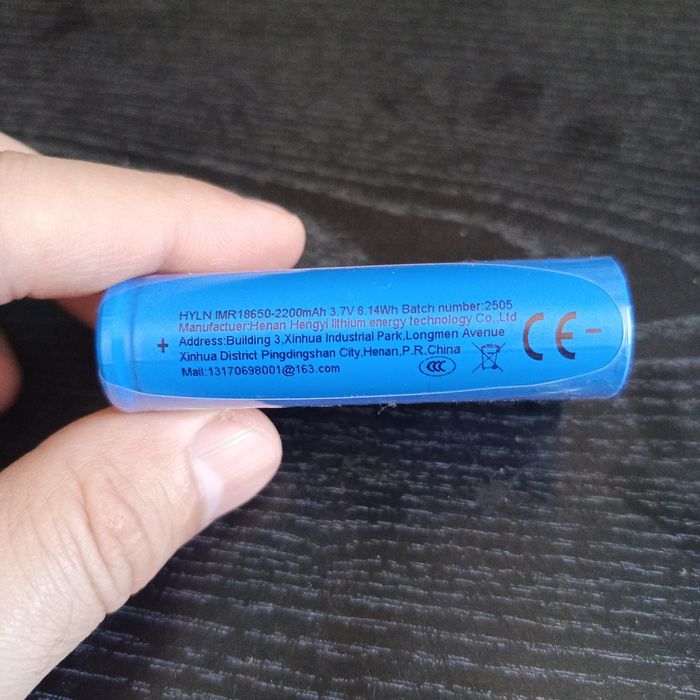 HYLN IMR18650-2200mAh 3.7V 8.14Wh Batch number:2505
Manufactuer:Henan Hengyi lithium energy technology Co.,Ltd
Address:Building 3,Xinhua Industrial Park,Longmen Avenue
Xinhua District Pingdingshan City,Henan,P.R.China
Mail:13170698001@163.com
+
CCC
CE
-